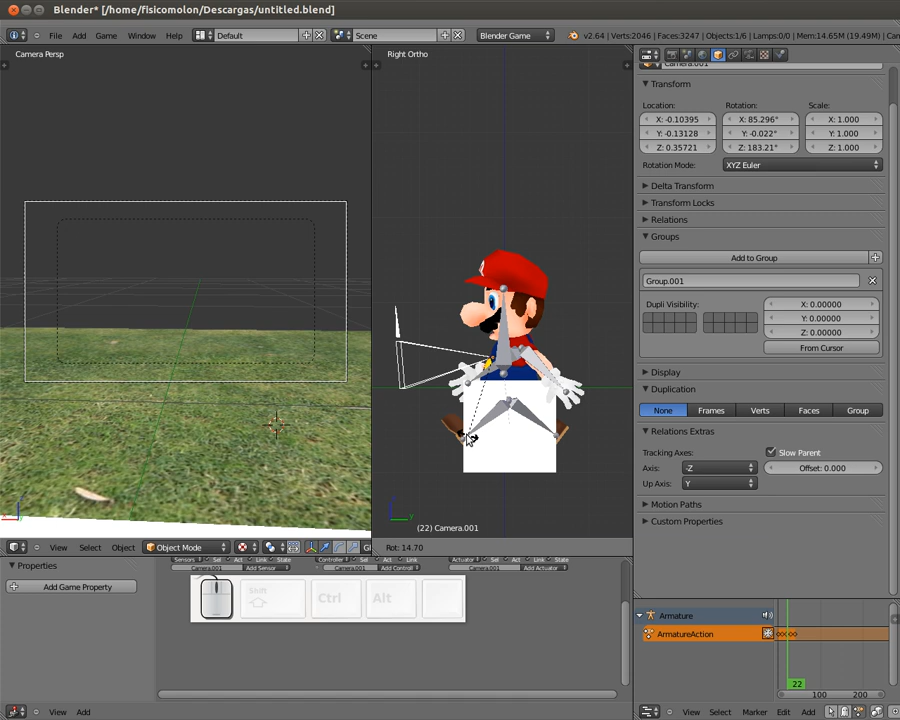 Blender* [/home/fisicomolon/Descargas/untitled.blend]
File Add Game Window Help Default Scene Blender Game v2.64 | Verts:2046 | Faces:3247 | Objects:1/6 | Lamps:0/0 | Mem:14.65M (19.49M) | Can
Camera Persp
Right Ortho
Camera.001
Transform
Location: Rotation: Scale:
X: -0.10395 X: 85.296° X: 1.000
Y: -0.13128 Y: -0.022° Y: 1.000
Z: 0.35721 Z: 183.21° Z: 1.000
Rotation Mode: XYZ Euler
Delta Transform
Transform Locks
Relations
Groups
Add to Group
Group.001
Dupli Visibility: X: 0.00000
Y: 0.00000
Z: 0.00000
From Cursor
Display
Duplication
None Frames Verts Faces Group
Relations Extras
Tracking Axes: Slow Parent
Axis: -Z Offset: 0.000
Up Axis: Y
Motion Paths
Custom Properties
(22) Camera.001
View Select Object Object Mode Gl
Rot: 14.70
Properties
Add Game Property
Sensors Sel Act Link State Controller Sel Act Link Actuator Sel Act Link State
Camera.001 Add Sensor Camera.001 Add Controll Camera.001 Add Actuator
Shift Ctrl Alt
View Add
Armature
ArmatureAction
22
100 200
View Select Marker Edit Add